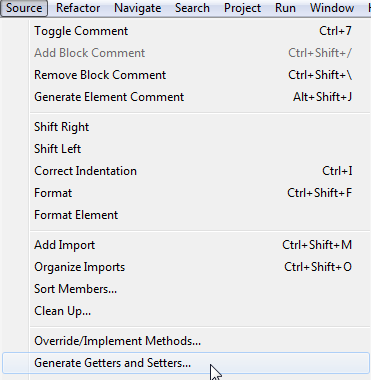 Source Refactor Navigate Search Project Run Window
Toggle Comment Ctrl+7
Add Block Comment Ctrl+Shift+/
Remove Block Comment Ctrl+Shift+\
Generate Element Comment Alt+Shift+J
Shift Right
Shift Left
Correct Indentation Ctrl+I
Format Ctrl+Shift+F
Format Element
Add Import Ctrl+Shift+M
Organize Imports Ctrl+Shift+O
Sort Members...
Clean Up...
Override/Implement Methods...
Generate Getters and Setters...